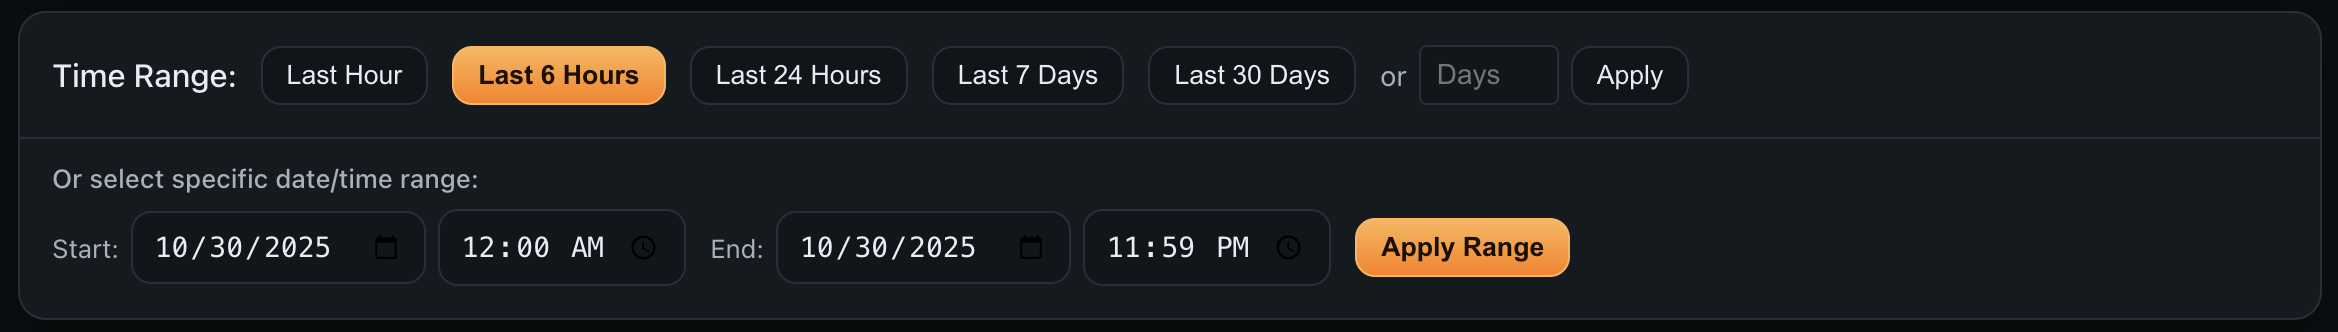 Time Range: Last Hour Last 6 Hours Last 24 Hours Last 7 Days Last 30 Days or Days Apply
Or select specific date/time range:
Start: 10/30/2025 12:00 AM End: 10/30/2025 11:59 PM Apply Range